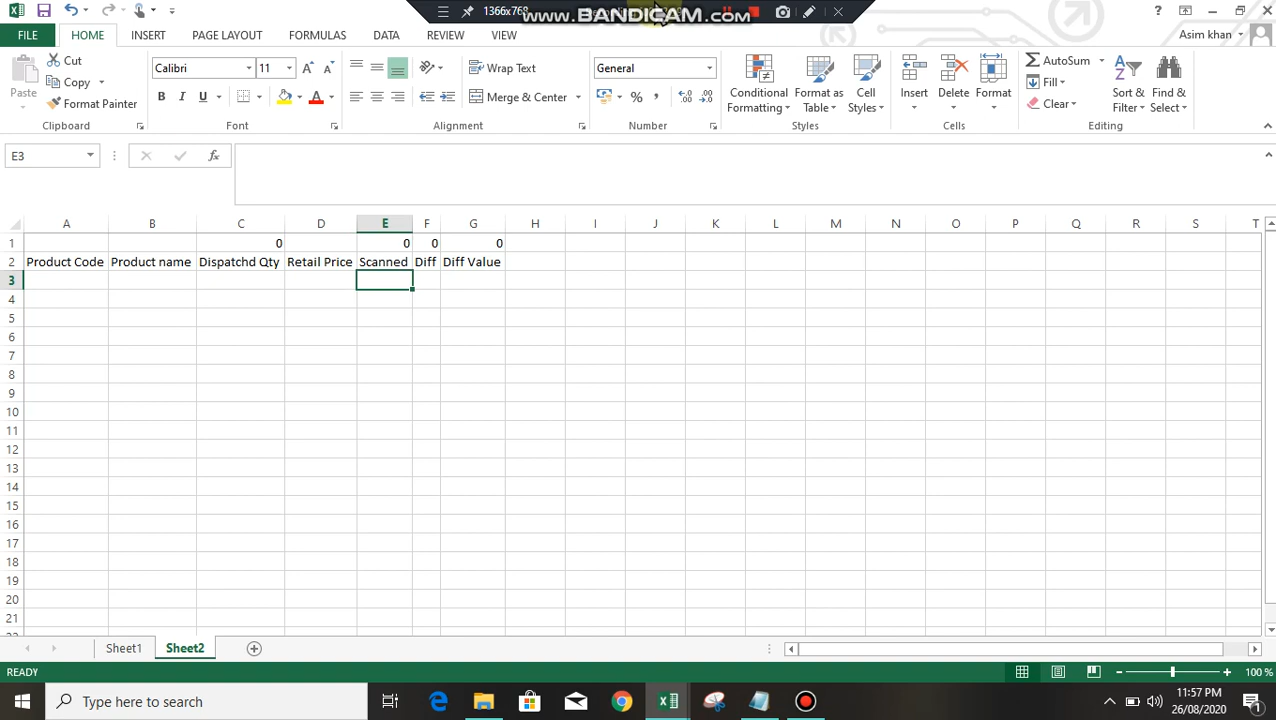 1366x768
www.BANDICAM.com
?
FILE
HOME
INSERT
PAGE LAYOUT
FORMULAS
DATA
REVIEW
VIEW
Asim khan
Paste
Cut
Copy
Format Painter
Clipboard
Calibri
11
B I U
Font
Wrap Text
Merge & Center
Alignment
General
% ,
Number
Conditional Formatting
Format as Table
Cell Styles
Styles
Insert
Delete
Format
Cells
AutoSum
Fill
Clear
Sort & Filter
Find & Select
Editing
E3
fx
A B C D E F G H I J K L M N O P Q R S T
1 0 0 0 0
2 Product Code Product name Dispatchd Qty Retail Price Scanned Diff Diff Value
3
4
5
6
7
8
9
10
11
12
13
14
15
16
17
18
19
20
21
Sheet1
Sheet2
READY
100 %
Type here to search
11:57 PM
26/08/2020
1